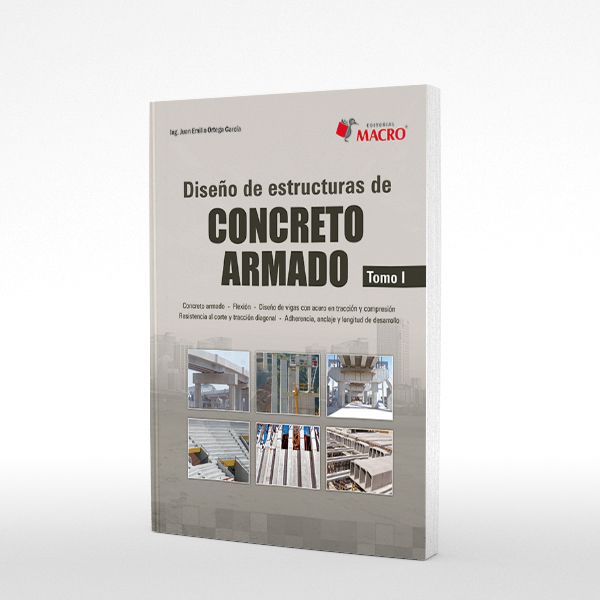 Ing. Juan Emilio Ortega García
EDITORIAL
MACRO®
Diseño de estructuras de
CONCRETO
ARMADO
Tomo I
Concreto armado - Flexión - Diseño de vigas con acero en tracción y compresión
Resistencia al corte y tracción diagonal - Adherencia, anclaje y longitud de desarrollo